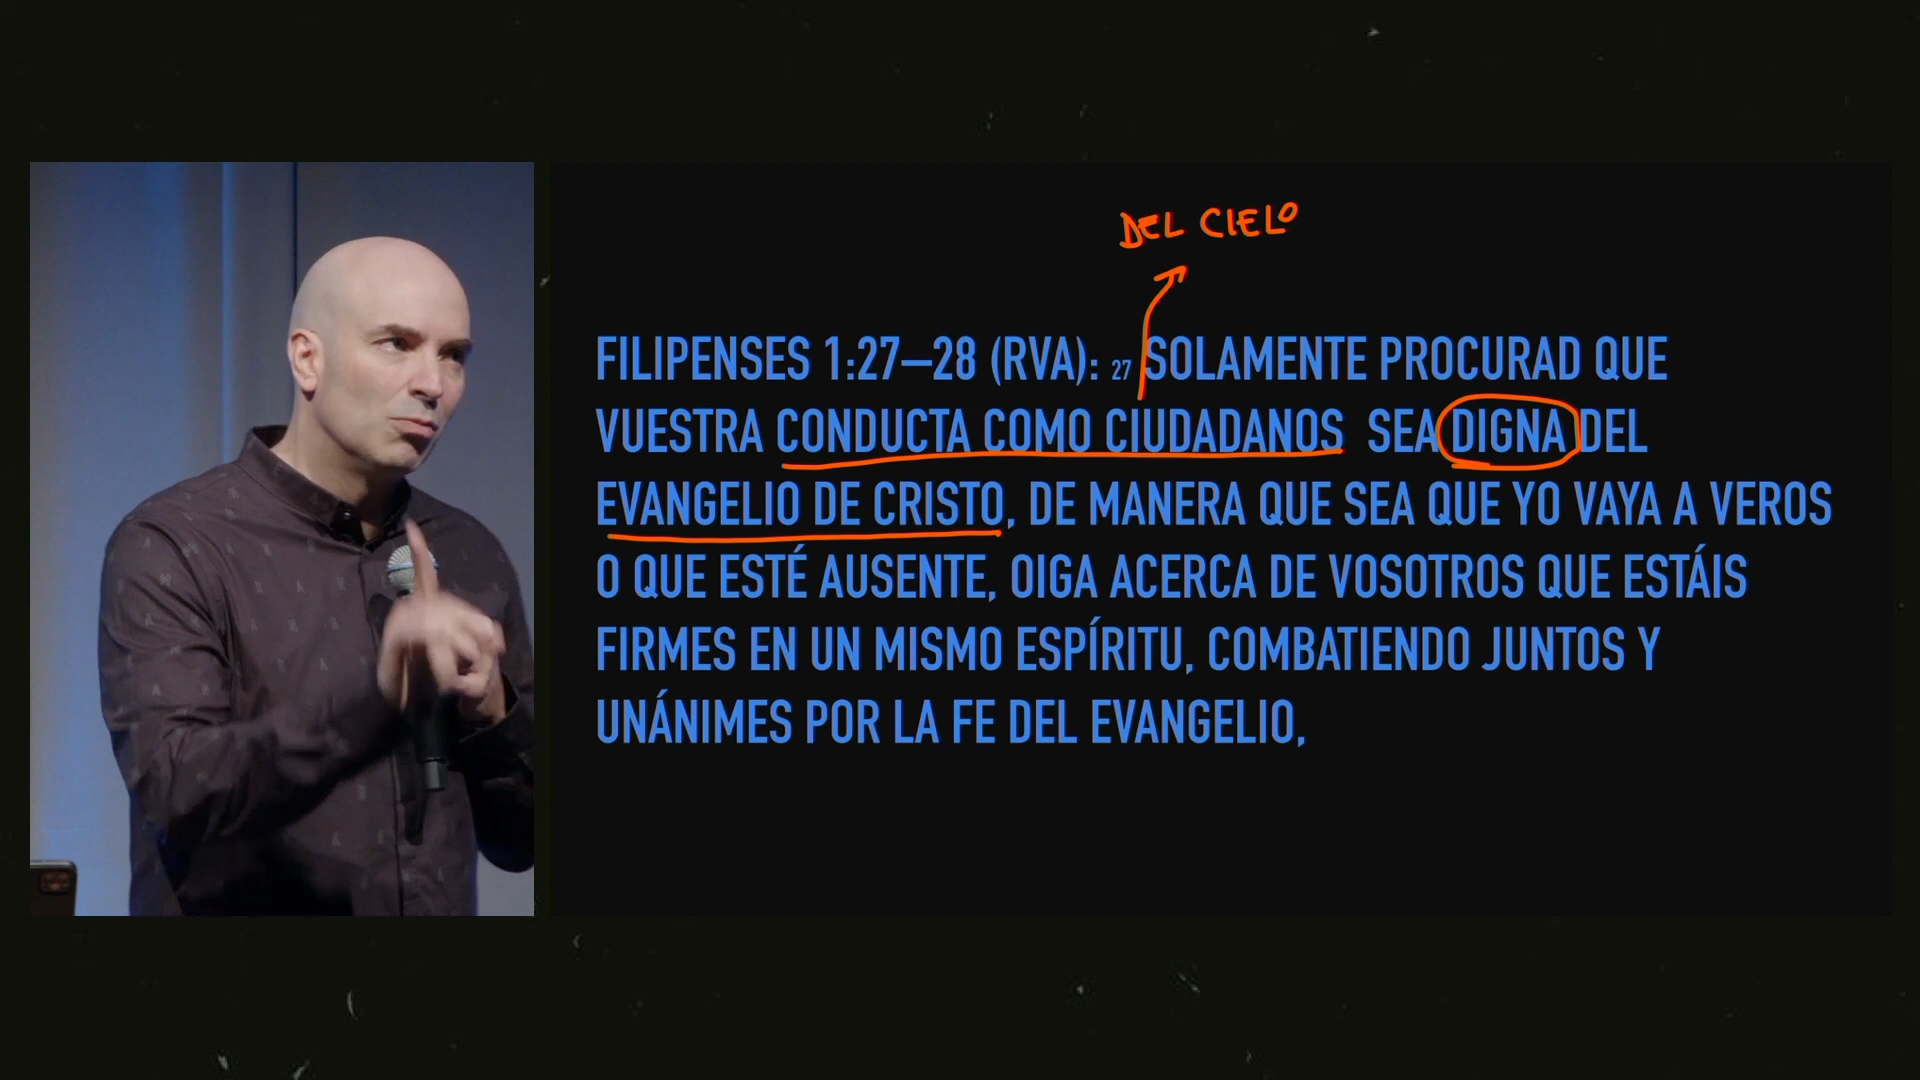 DEL CIELO
FILIPENSES 1:27–28 (RVA): 27 SOLAMENTE PROCURAD QUE
VUESTRA CONDUCTA COMO CIUDADANOS SEA DIGNA DEL
EVANGELIO DE CRISTO, DE MANERA QUE SEA QUE YO VAYA A VEROS
O QUE ESTÉ AUSENTE, OIGA ACERCA DE VOSOTROS QUE ESTÁIS
FIRMES EN UN MISMO ESPÍRITU, COMBATIENDO JUNTOS Y
UNÁNIMES POR LA FE DEL EVANGELIO,